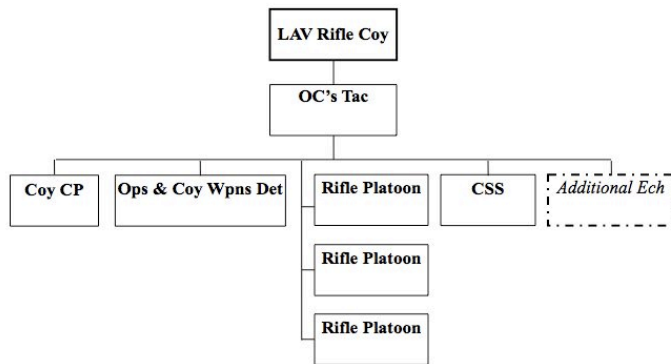 LAV Rifle Coy
OC's Tac
Coy CP
Ops & Coy Wpns Det
Rifle Platoon
CSS
Additional Ech
Rifle Platoon
Rifle Platoon